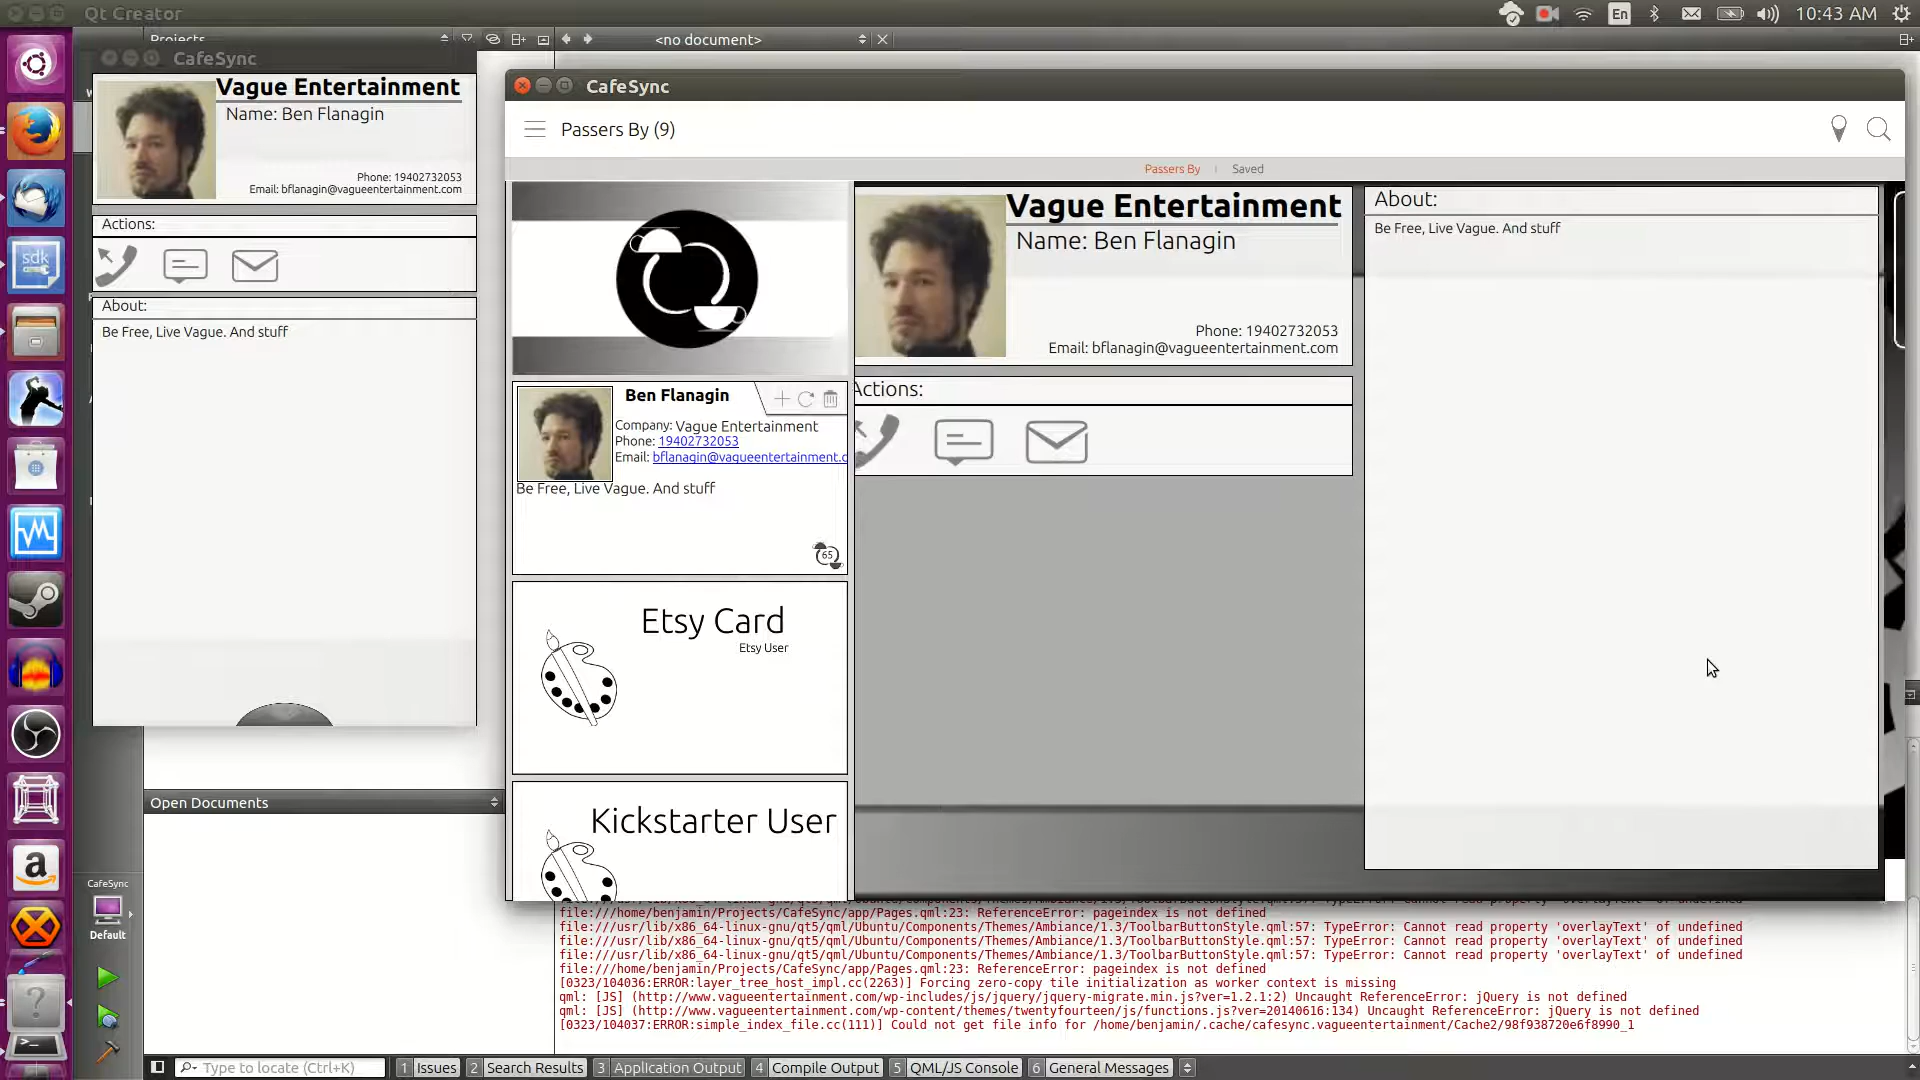 Qt Creator
En
10:43 AM
Projects
<no document>
CafeSync
Vague Entertainment
Name: Ben Flanagin
Phone: 19402732053
Email: bflanagin@vagueentertainment.com
Actions:
About:
Be Free, Live Vague. And stuff
CafeSync
Passers By (9)
Passers By | Saved
Ben Flanagin
Company: Vague Entertainment
Phone: 19402732053
Email: bflanagin@vagueentertainment.c
Be Free, Live Vague. And stuff
65
Etsy Card
Etsy User
Kickstarter User
Vague Entertainment
Name: Ben Flanagin
Phone: 19402732053
Email: bflanagin@vagueentertainment.com
Actions:
About:
Be Free, Live Vague. And stuff
sdk
Open Documents
CafeSync
Default
file:///home/benjamin/Projects/CafeSync/app/Pages.qml:23: ReferenceError: pageindex is not defined
file:///usr/lib/x86_64-linux-gnu/qt5/qml/Ubuntu/Components/Themes/Ambiance/1.3/ToolbarButtonStyle.qml:57: TypeError: Cannot read property 'overlayText' of undefined
file:///usr/lib/x86_64-linux-gnu/qt5/qml/Ubuntu/Components/Themes/Ambiance/1.3/ToolbarButtonStyle.qml:57: TypeError: Cannot read property 'overlayText' of undefined
file:///usr/lib/x86_64-linux-gnu/qt5/qml/Ubuntu/Components/Themes/Ambiance/1.3/ToolbarButtonStyle.qml:57: TypeError: Cannot read property 'overlayText' of undefined
file:///home/benjamin/Projects/CafeSync/app/Pages.qml:23: ReferenceError: pageindex is not defined
[0323/104036:ERROR:layer_tree_host_impl.cc(2263)] Forcing zero-copy tile initialization as worker context is missing
qml: [JS] (http://www.vagueentertainment.com/wp-includes/js/jquery/jquery-migrate.min.js?ver=1.2.1:2) Uncaught ReferenceError: jQuery is not defined
qml: [JS] (http://www.vagueentertainment.com/wp-content/themes/twentyfourteen/js/functions.js?ver=20140616:134) Uncaught ReferenceError: jQuery is not defined
[0323/104037:ERROR:simple_index_file.cc(111)] Could not get file info for /home/benjamin/.cache/cafesync.vagueentertainment/Cache2/98f938720e6f8990_1
Type to locate (Ctrl+K)
1 Issues
2 Search Results
3 Application Output
4 Compile Output
5 QML/JS Console
6 General Messages